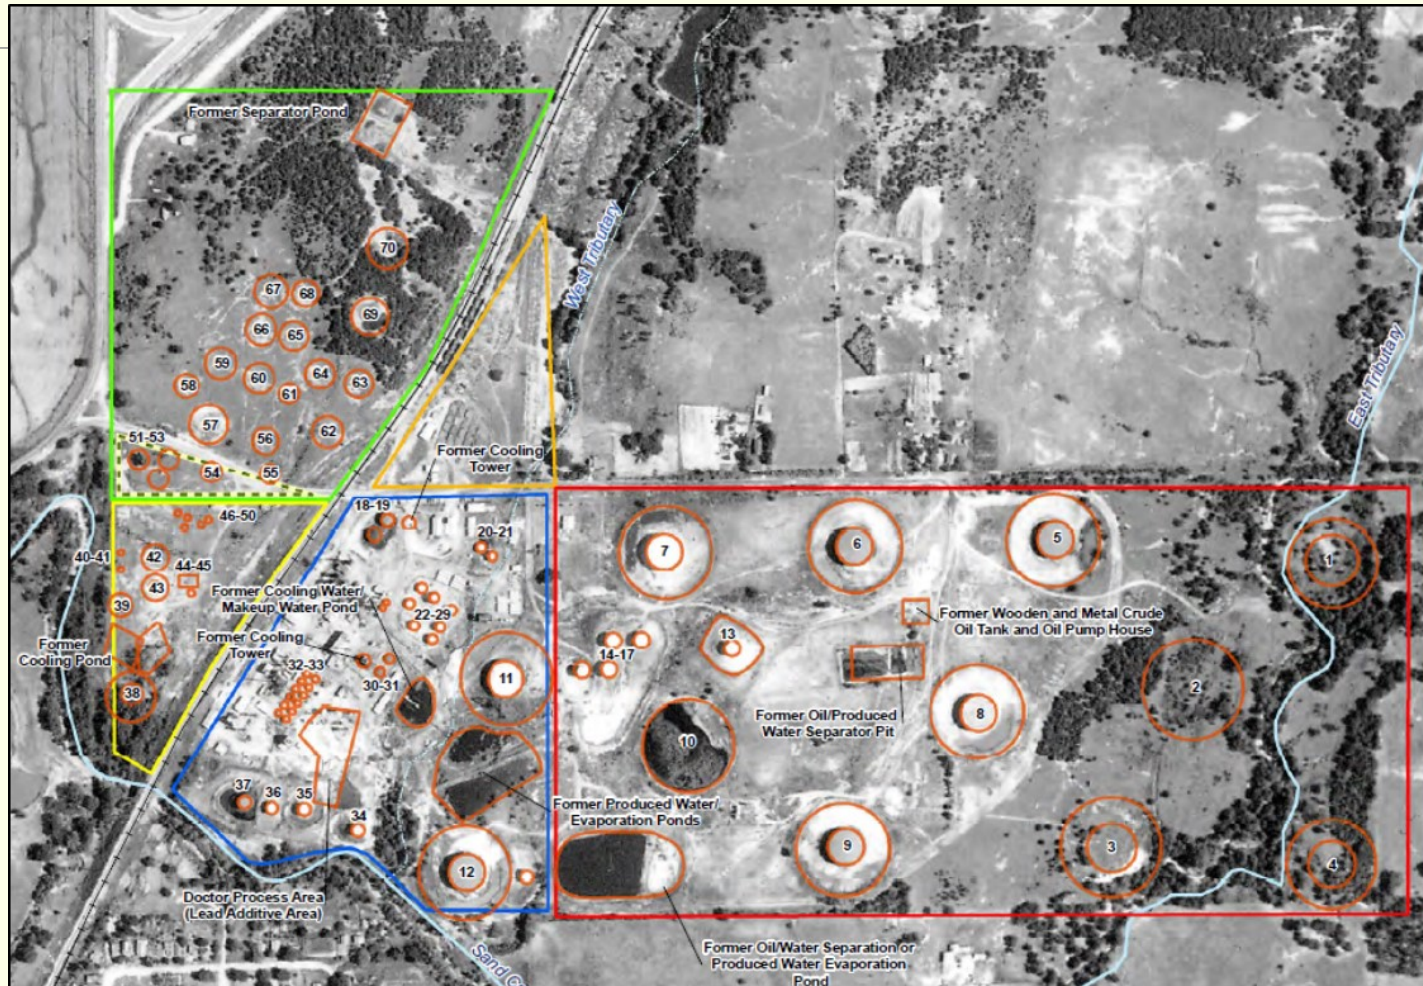 Former Separator Pond
West Tributary
East Tributary
70
67
68
69
66
65
59
60
64
63
58
61
57
56
62
51-53
54
55
Former Cooling
Tower
18-19
46-50
20-21
40-41
42
44-45
43
39
Former Cooling Water/
Makeup Water Pond
22-29
Former
Cooling Pond
Former Cooling
Tower
32-33
30-31
38
7
6
5
1
Former Wooden and Metal Crude
Oil Tank and Oil Pump House
13
14-17
11
2
8
Former Oil/Produced
Water Separator Pit
10
37
36
35
34
Former Produced Water/
Evaporation Ponds
12
9
3
4
Doctor Process Area
(Lead Additive Area)
Sand
Former Oil/Water Separation or
Produced Water Evaporation
Pond